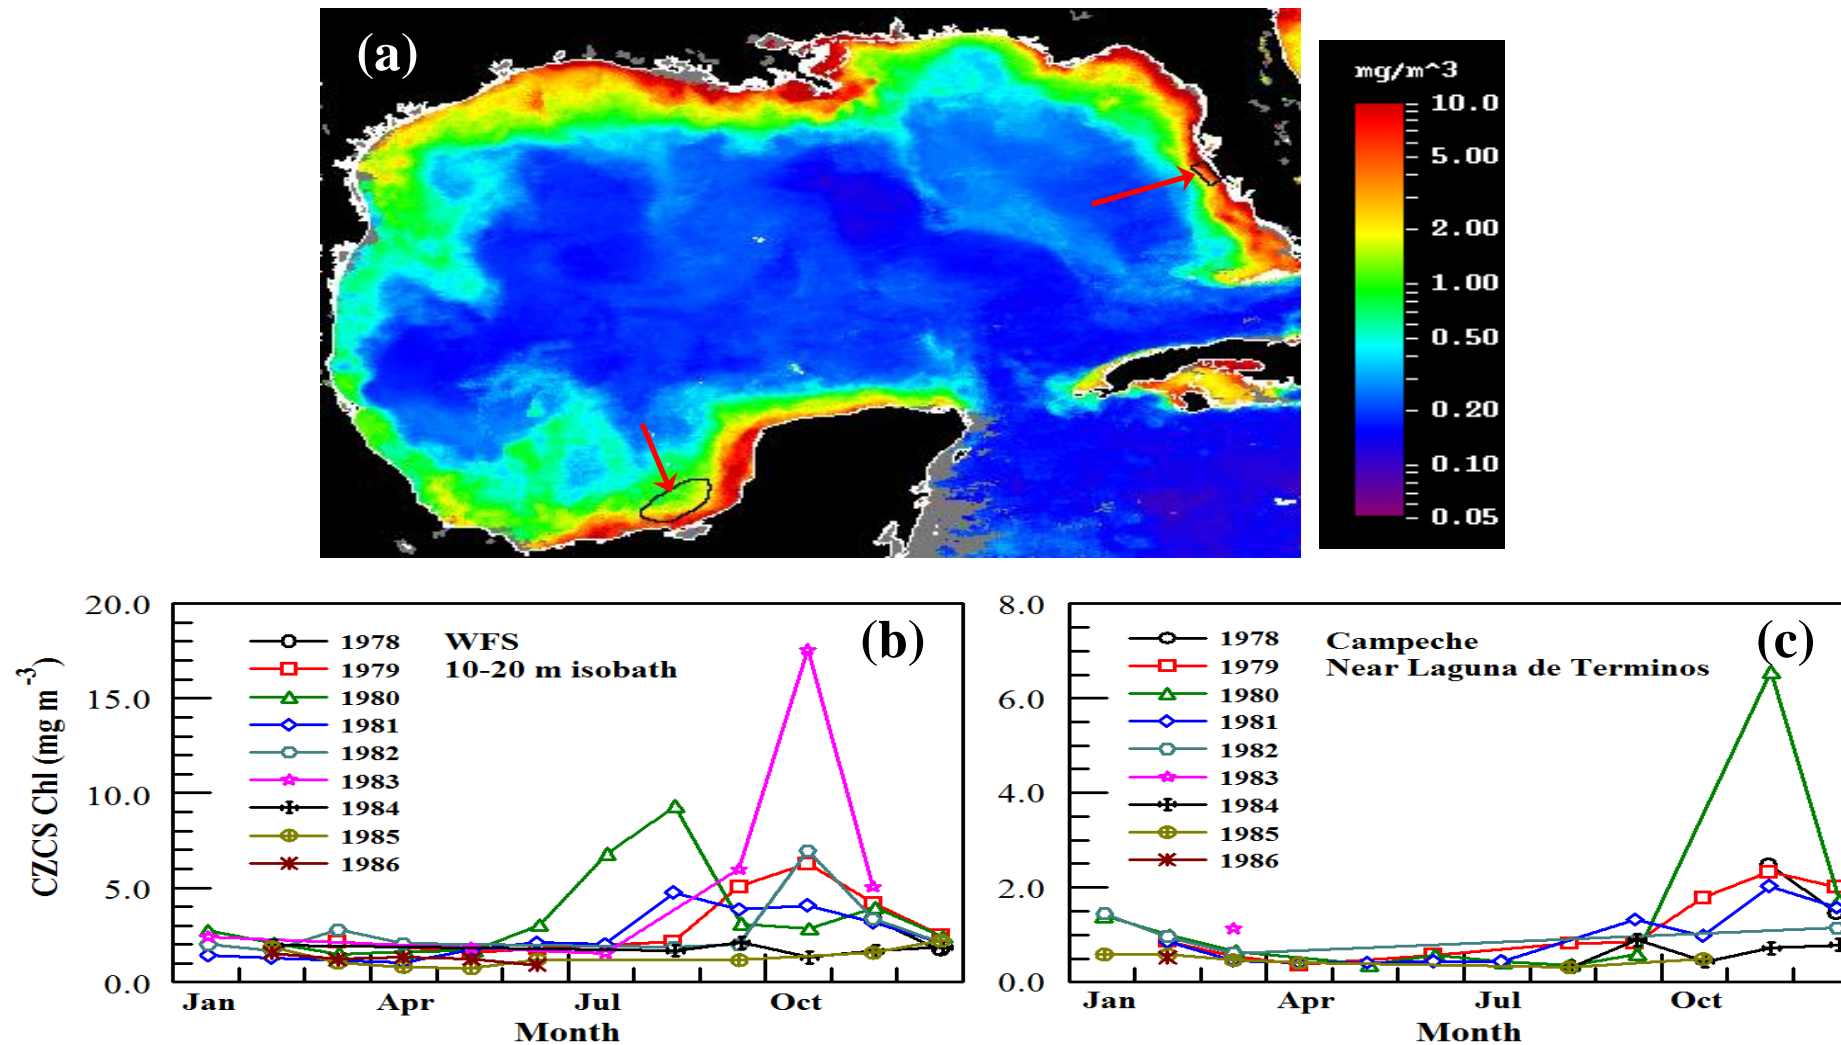 (a)
mg/m^3
10.0
5.00
2.00
1.00
0.50
0.20
0.10
0.05
CZCS Chl (mg m-3)
20.0
15.0
10.0
5.0
0.0
1978
1979
1980
1981
1982
1983
1984
1985
1986
WFS
10-20 m isobath
(b)
Jan Apr Jul Oct
Month
8.0
6.0
4.0
2.0
0.0
1978
1979
1980
1981
1982
1983
1984
1985
1986
Campeche
Near Laguna de Terminos
(c)
Jan Apr Jul Oct
Month